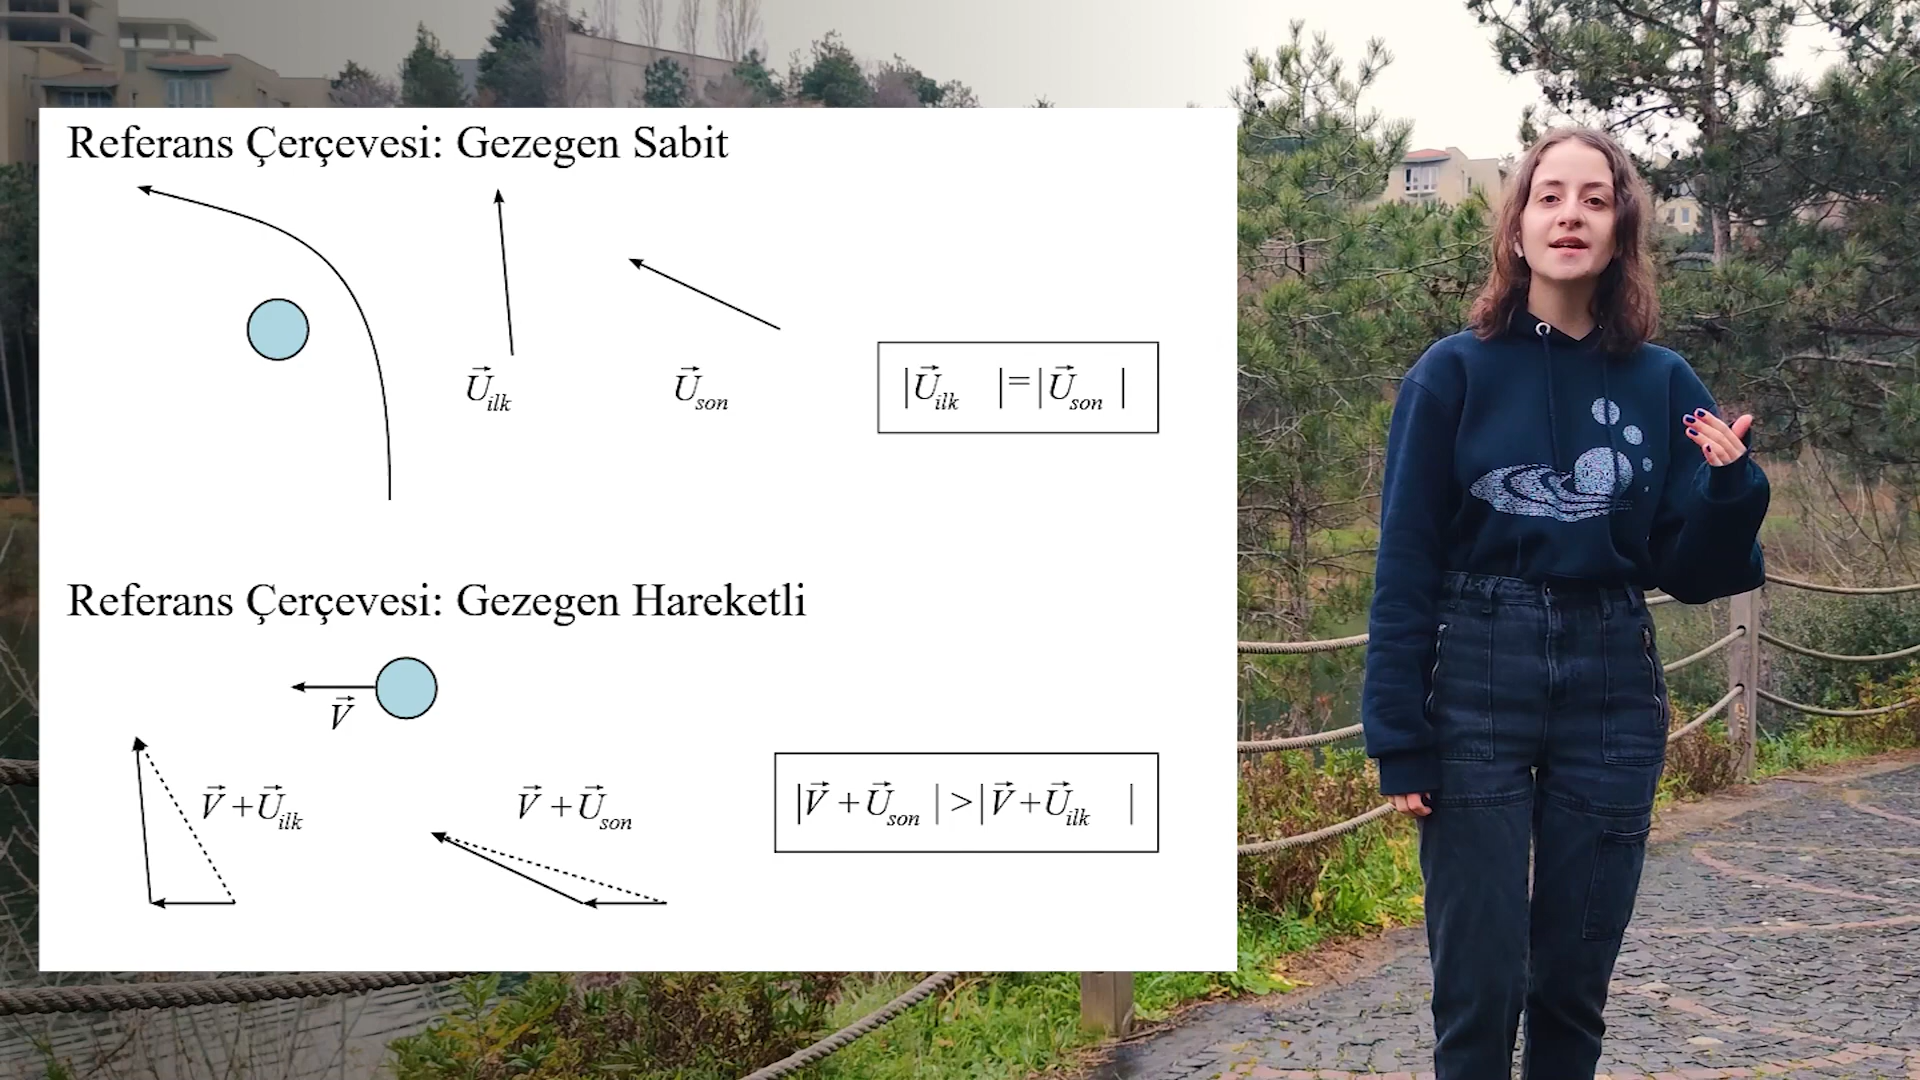 Referans Çerçevesi: Gezegen Sabit
U⃗ilk
U⃗son
|U⃗ilk |=|U⃗son |
Referans Çerçevesi: Gezegen Hareketli
V⃗
V⃗+U⃗ilk
V⃗+U⃗son
|V⃗+U⃗son |>|V⃗+U⃗ilk |